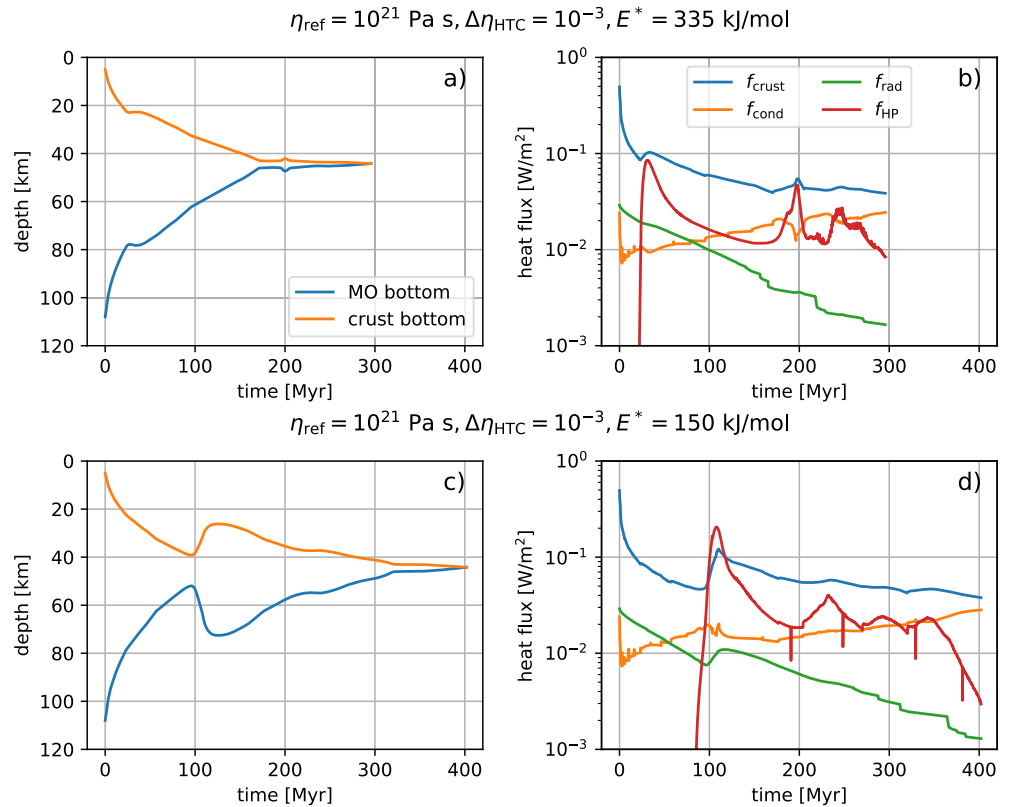 η_ref = 10^21 Pa s, Δη_HTC = 10^−3, E* = 335 kJ/mol
a)
0
20
40
60
80
100
120
depth [km]
MO bottom
crust bottom
0 100 200 300 400
time [Myr]
b)
f_crust f_rad
f_cond f_HP
10^0
10^−1
10^−2
10^−3
heat flux [W/m^2]
0 100 200 300 400
time [Myr]
η_ref = 10^21 Pa s, Δη_HTC = 10^−3, E* = 150 kJ/mol
c)
0
20
40
60
80
100
120
depth [km]
0 100 200 300 400
time [Myr]
d)
10^0
10^−1
10^−2
10^−3
heat flux [W/m^2]
0 100 200 300 400
time [Myr]